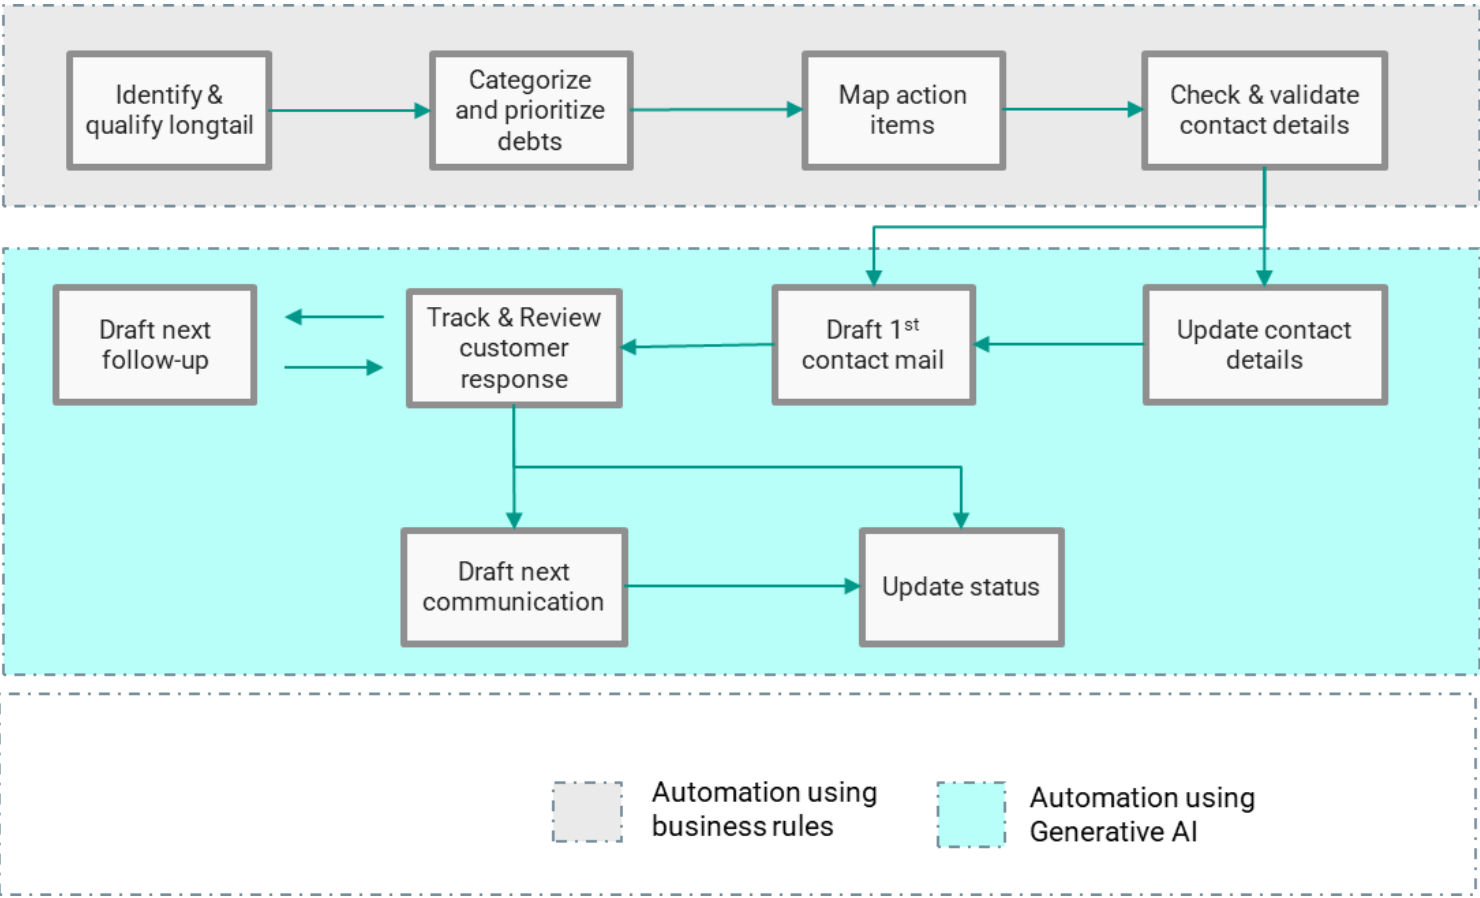 Identify &
qualify longtail
Categorize
and prioritize
debts
Map action
items
Check & validate
contact details
Draft next
follow-up
Track & Review
customer
response
Draft 1st
contact mail
Update contact
details
Draft next
communication
Update status
Automation using
business rules
Automation using
Generative AI